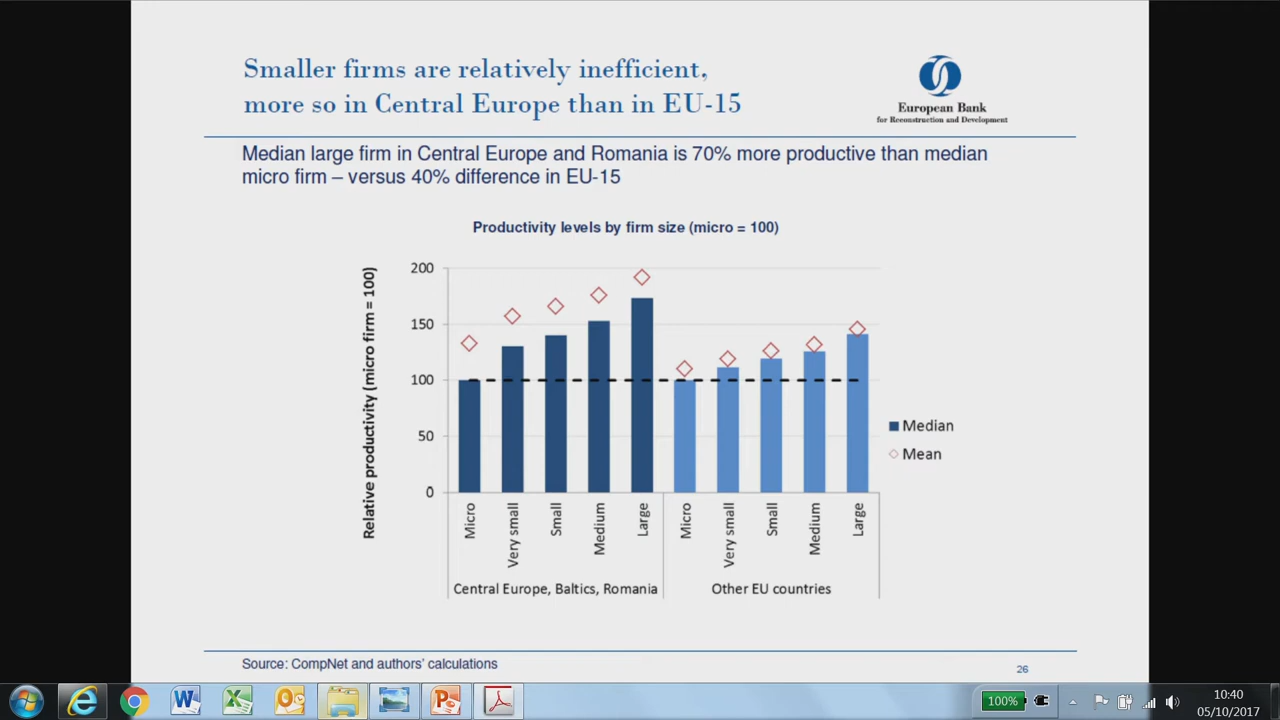 Smaller firms are relatively inefficient,
more so in Central Europe than in EU-15
European Bank
for Reconstruction and Development
Median large firm in Central Europe and Romania is 70% more productive than median
micro firm – versus 40% difference in EU-15
Productivity levels by firm size (micro = 100)
Relative productivity (micro firm = 100)
200
150
100
50
0
Micro
Very small
Small
Medium
Large
Micro
Very small
Small
Medium
Large
Central Europe, Baltics, Romania
Other EU countries
Median
Mean
Source: CompNet and authors' calculations
26
100%
10:40
05/10/2017